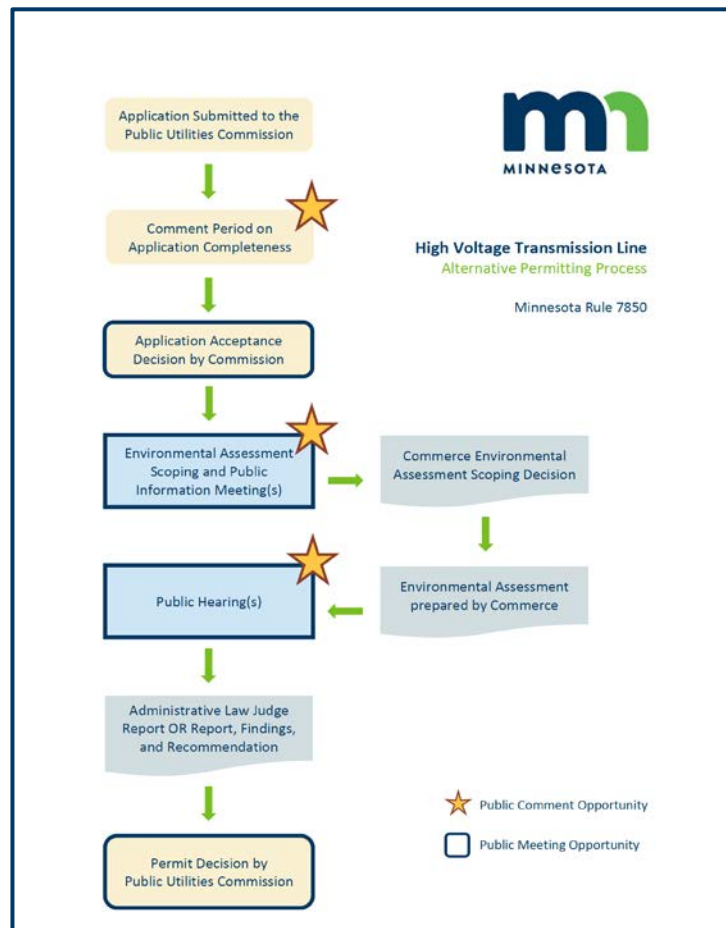 Application Submitted to the
Public Utilities Commission
mn
MINNESOTA
Comment Period on
Application Completeness
High Voltage Transmission Line
Alternative Permitting Process
Minnesota Rule 7850
Application Acceptance
Decision by Commission
Environmental Assessment
Scoping and Public
Information Meeting(s)
Commerce Environmental
Assessment Scoping Decision
Environmental Assessment
prepared by Commerce
Public Hearing(s)
Administrative Law Judge
Report OR Report, Findings,
and Recommendation
Public Comment Opportunity
Public Meeting Opportunity
Permit Decision by
Public Utilities Commission